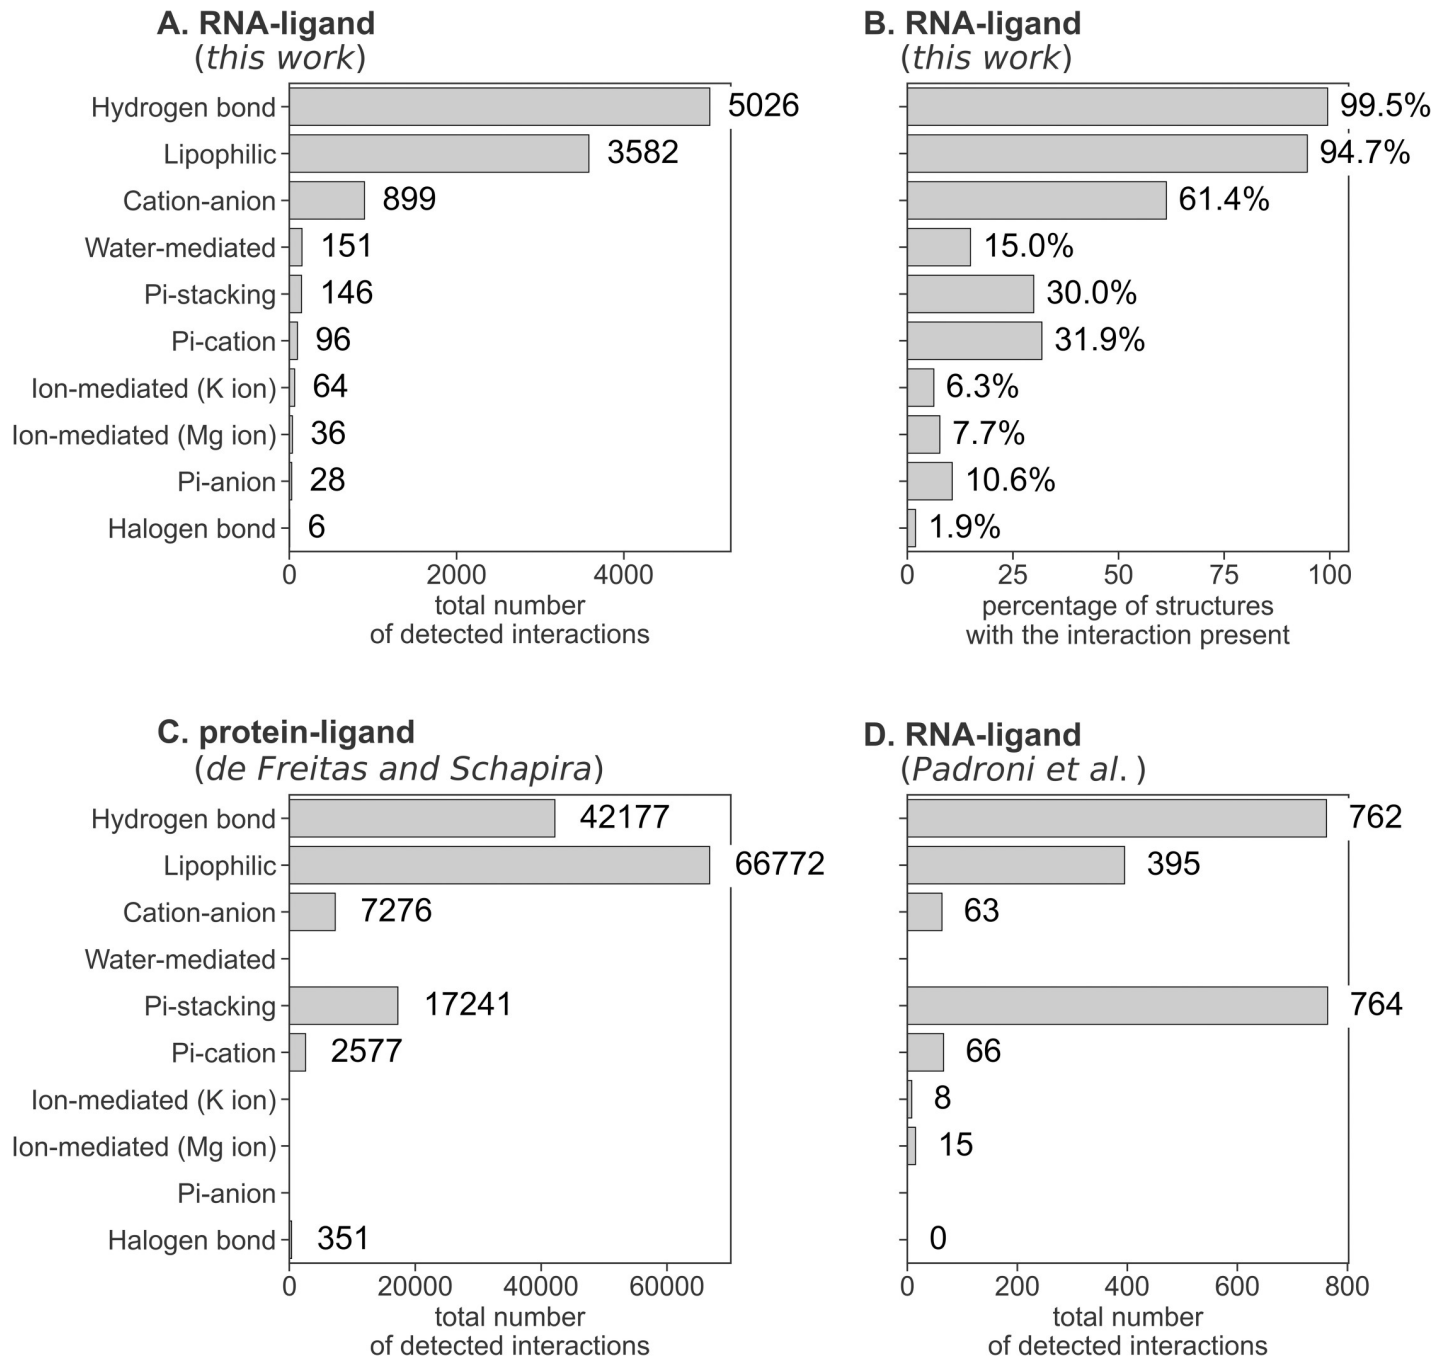 A. RNA-ligand
(this work)
Hydrogen bond 5026
Lipophilic 3582
Cation-anion 899
Water-mediated 151
Pi-stacking 146
Pi-cation 96
Ion-mediated (K ion) 64
Ion-mediated (Mg ion) 36
Pi-anion 28
Halogen bond 6
0 2000 4000
total number
of detected interactions
B. RNA-ligand
(this work)
99.5%
94.7%
61.4%
15.0%
30.0%
31.9%
6.3%
7.7%
10.6%
1.9%
0 25 50 75 100
percentage of structures
with the interaction present
C. protein-ligand
(de Freitas and Schapira)
Hydrogen bond 42177
Lipophilic 66772
Cation-anion 7276
Water-mediated
Pi-stacking 17241
Pi-cation 2577
Ion-mediated (K ion)
Ion-mediated (Mg ion)
Pi-anion
Halogen bond 351
0 20000 40000 60000
total number
of detected interactions
D. RNA-ligand
(Padroni et al.)
762
395
63
764
66
8
15
0
0 200 400 600 800
total number
of detected interactions